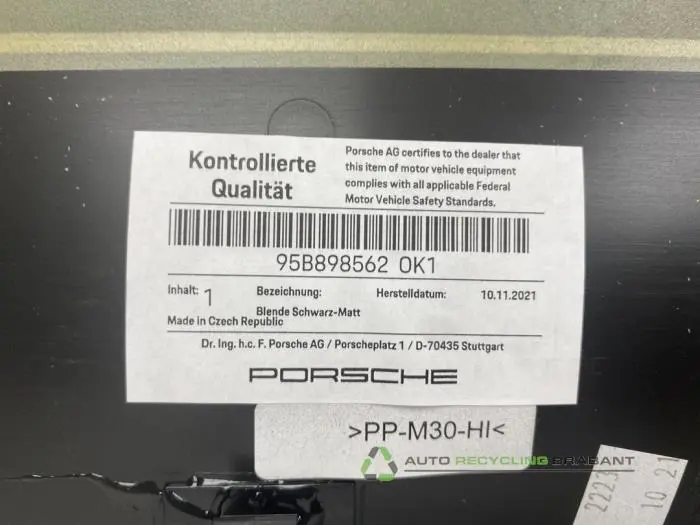 Kontrollierte
Qualität
Porsche AG certifies to the dealer that
this item of motor vehicle equipment
complies with all applicable Federal
Motor Vehicle Safety Standards.
95B898562 OK1
Inhalt: 1 Bezeichnung: Herstelldatum: 10.11.2021
Blende Schwarz-Matt
Made in Czech Republic
Dr. Ing. h.c. F. Porsche AG / Porscheplatz 1 / D-70435 Stuttgart
PORSCHE
>PP-M30-HI<
AUTO RECYCLING BRABANT
10 21